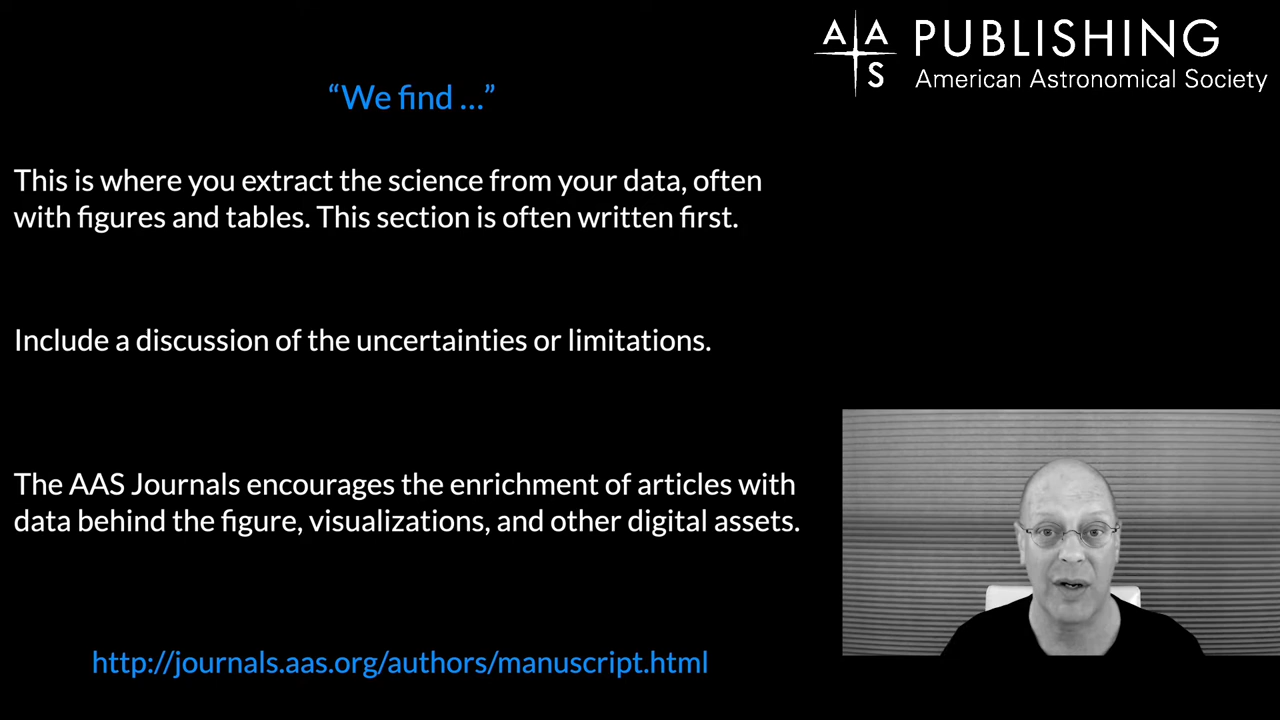 A A
S
PUBLISHING
American Astronomical Society
“We find ...”
This is where you extract the science from your data, often
with figures and tables. This section is often written first.
Include a discussion of the uncertainties or limitations.
The AAS Journals encourages the enrichment of articles with
data behind the figure, visualizations, and other digital assets.
http://journals.aas.org/authors/manuscript.html